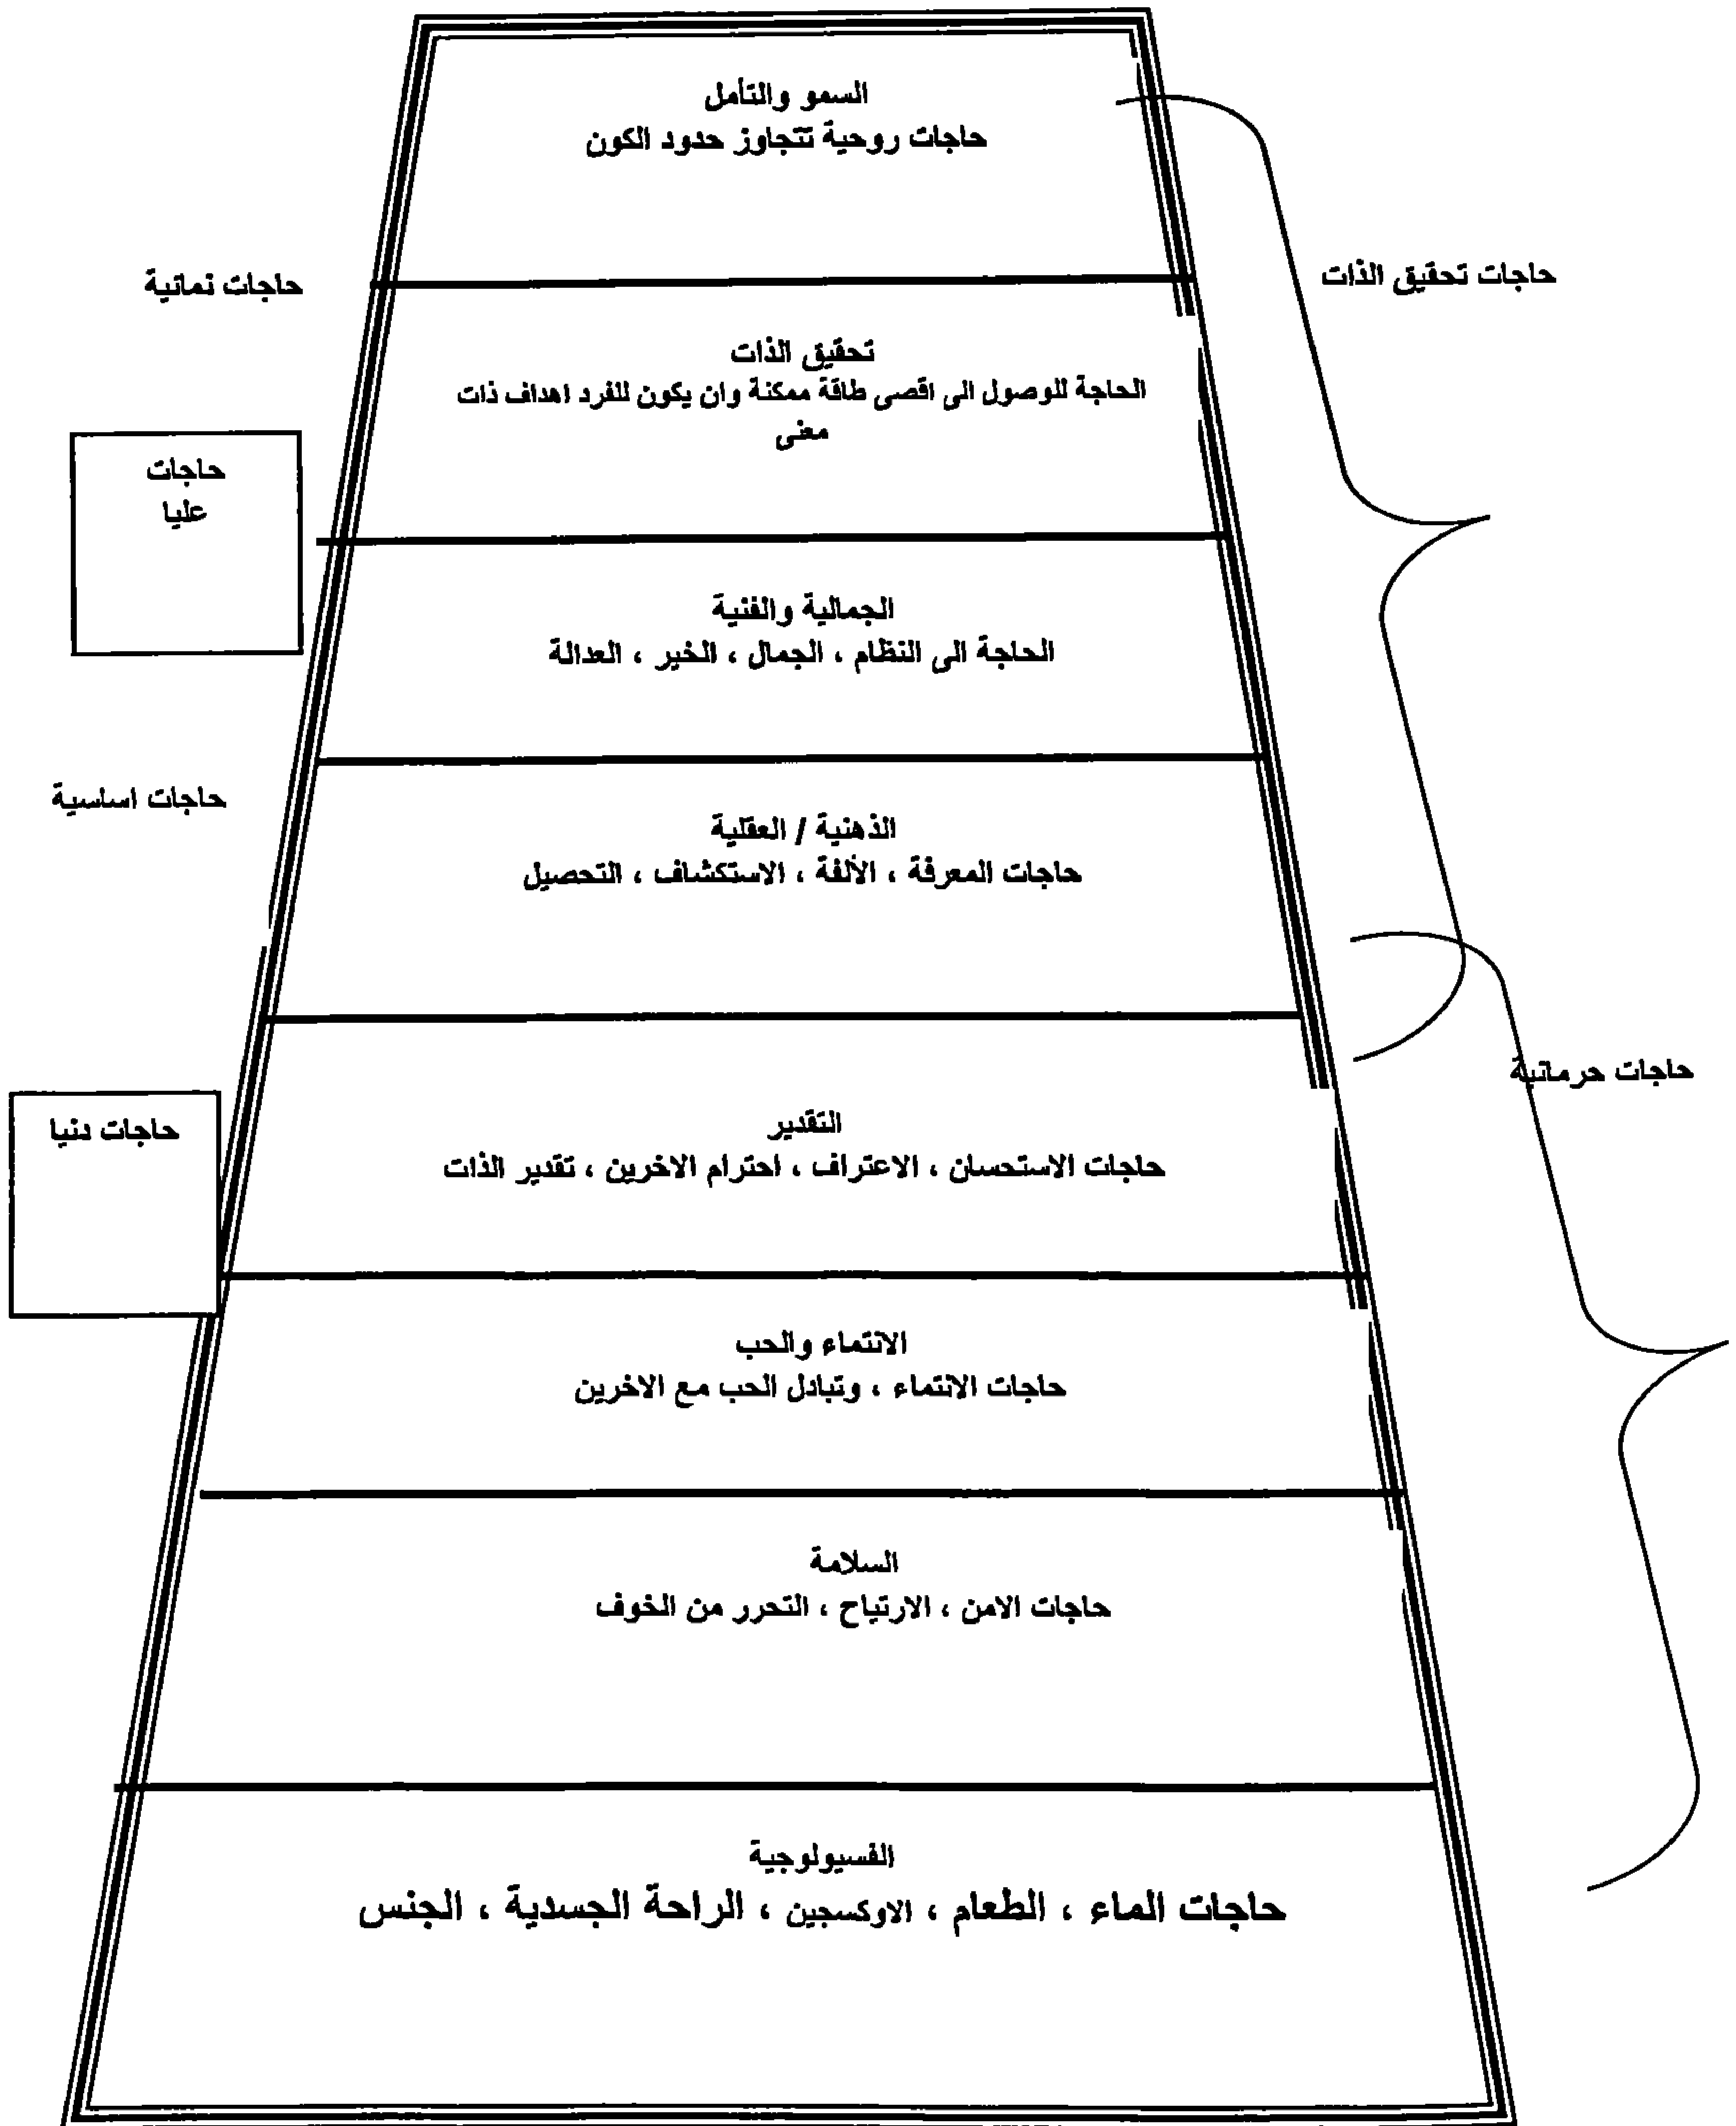 السمو والتأمل
حاجات روحية تتجاوز حدود الكون
حاجات تحقيق الذات
حاجات نمائية
تحقيق الذات
الحاجة للوصول الى اقصى طاقة ممكنة وان يكون للفرد اهداف ذات
معنى
حاجات
عليا
الجمالية والفنية
الحاجة الى النظام ، الجمال ، الخير ، العدالة
حاجات اساسية
الذهنية / العقلية
حاجات المعرفة ، الألفة ، الاستكشاف ، التحصيل
حاجات حرمانية
حاجات دنيا
التقدير
حاجات الاستحسان ، الاعتراف ، احترام الاخرين ، تقدير الذات
الانتماء والحب
حاجات الانتماء ، وتبادل الحب مع الاخرين
السلامة
حاجات الامن ، الارتياح ، التحرر من الخوف
الفسيولوجية
حاجات الماء ، الطعام ، الاوكسجين ، الراحة الجسدية ، الجنس